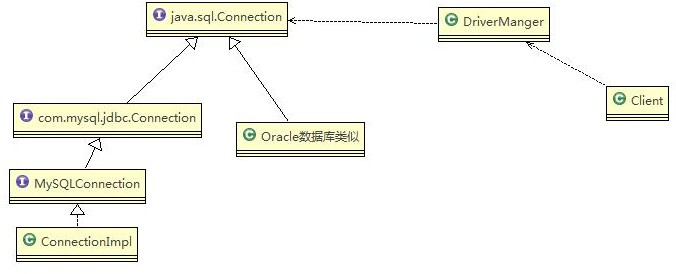 java.sql.Connection
DriverManger
Client
com.mysql.jdbc.Connection
Oracle数据库类似
MySQLConnection
ConnectionImpl